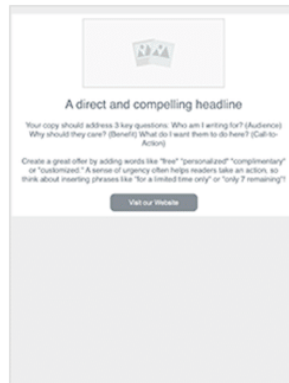 A direct and compelling headline
Your copy should address 3 key questions: Who am I writing for? (Audience)
Why should they care? (Benefit) What do I want them to do here? (Call-to-
Action)
Create a great offer by adding words like "free" "personalized" "complimentary"
or "customized." A sense of urgency often helps readers take an action, so
think about inserting phrases like "for a limited time only" or "only 7 remaining"!
Visit our Website